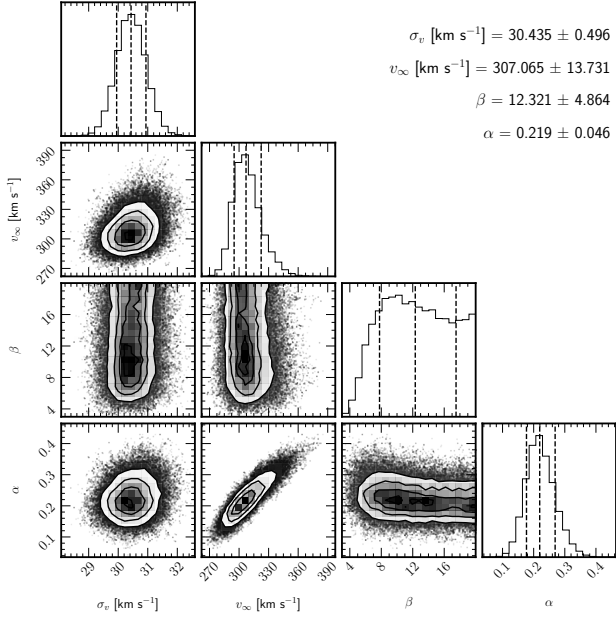 σ_v [km s⁻¹] = 30.435 ± 0.496
v_∞ [km s⁻¹] = 307.065 ± 13.731
β = 12.321 ± 4.864
α = 0.219 ± 0.046
v_∞ [km s⁻¹]
390
360
330
300
270
β
16
12
8
4
α
0.4
0.3
0.2
0.1
29
30
31
32
σ_v [km s⁻¹]
270
300
330
360
390
v_∞ [km s⁻¹]
4
8
12
16
β
0.1
0.2
0.3
0.4
α